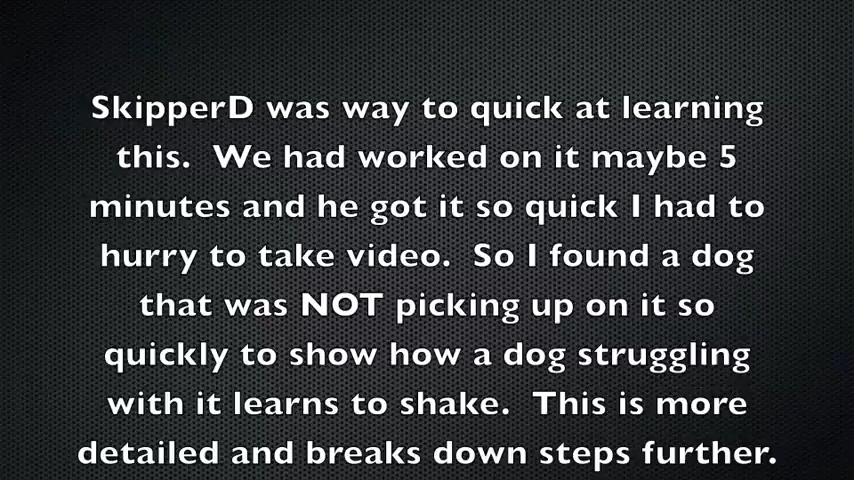 SkipperD was way to quick at learning
this.  We had worked on it maybe 5
minutes and he got it so quick I had to
hurry to take video.  So I found a dog
that was NOT picking up on it so
quickly to show how a dog struggling
with it learns to shake.  This is more
detailed and breaks down steps further.